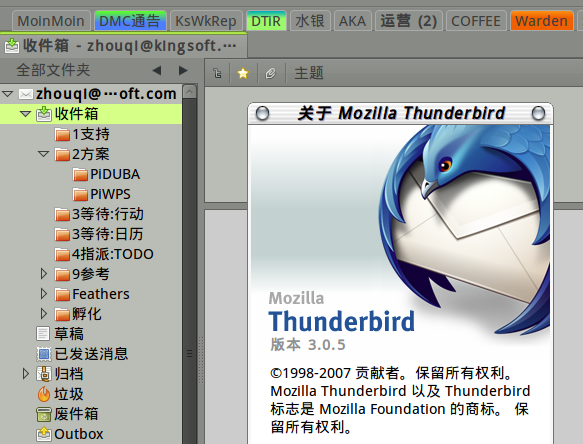 MoinMoin DMC通告 KsWkRep DTIR 水银 AKA 运营 (2) COFFEE Warden
收件箱 - zhouqi@kingsoft.…
全部文件夹 主题
zhouqi@…oft.com
收件箱
1支持
2方案
PiDUBA
PiWPS
3等待:行动
3等待:日历
4指派:TODO
9参考
Feathers
孵化
草稿
已发送消息
归档
垃圾
废件箱
Outbox
关于 Mozilla Thunderbird
Mozilla
Thunderbird
版本 3.0.5
©1998-2007 贡献者。保留所有权利。
Mozilla Thunderbird 以及 Thunderbird
标志是 Mozilla Foundation 的商标。 保
留所有权利。